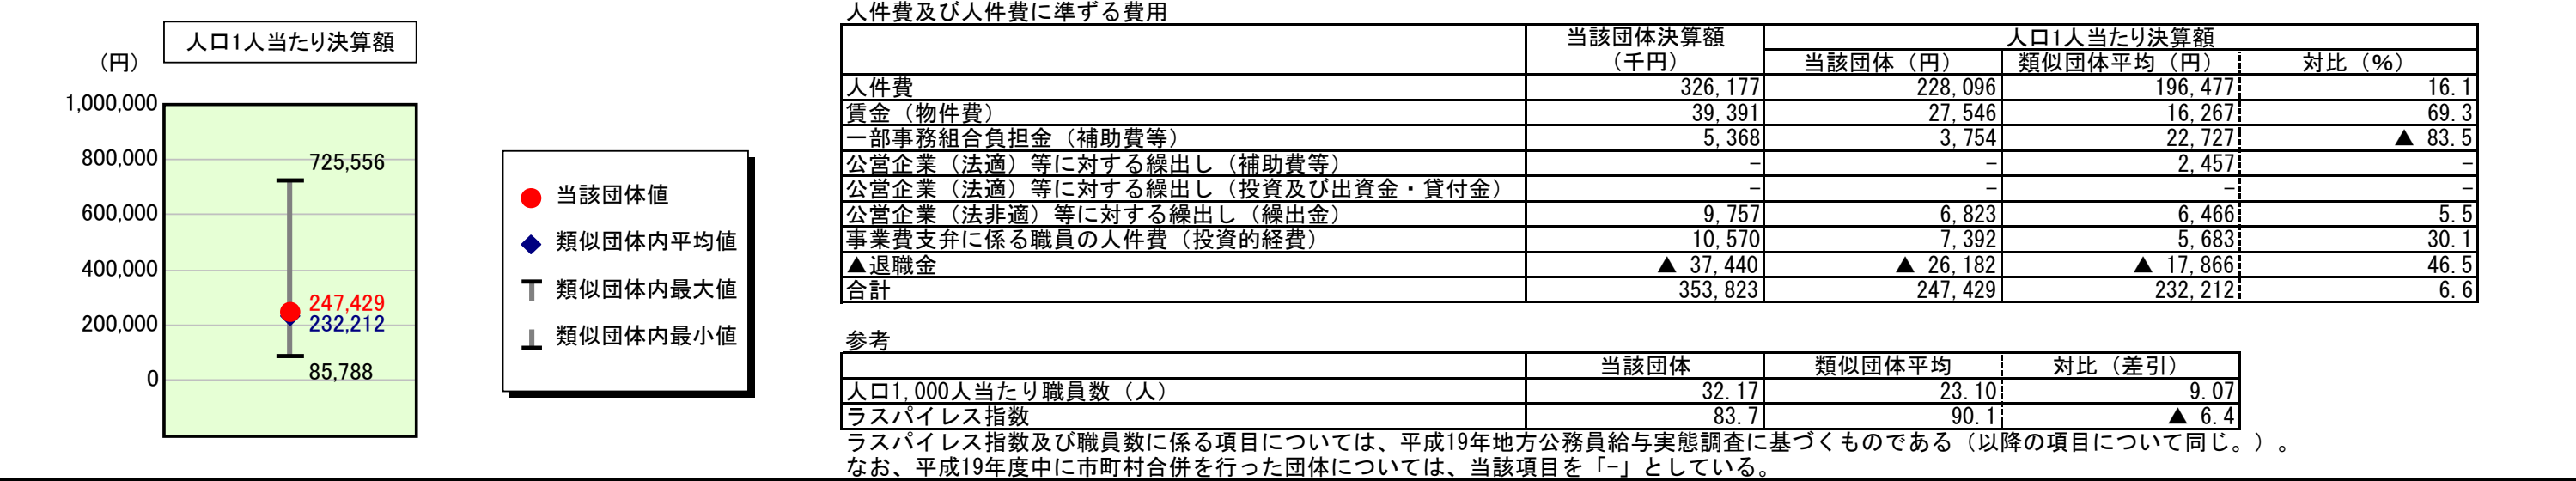 人口1人当たり決算額
（円）
1,000,000
800,000
600,000
400,000
200,000
0
725,556
247,429
232,212
85,788
当該団体値
類似団体内平均値
類似団体内最大値
類似団体内最小値
人件費及び人件費に準ずる費用
当該団体決算額（千円） 人口1人当たり決算額
当該団体（円） 類似団体平均（円） 対比（％）
人件費 326,177 228,096 196,477 16.1
賃金（物件費） 39,391 27,546 16,267 69.3
一部事務組合負担金（補助費等） 5,368 3,754 22,727 ▲ 83.5
公営企業（法適）等に対する繰出し（補助費等） － － 2,457 －
公営企業（法適）等に対する繰出し（投資及び出資金・貸付金） － － － －
公営企業（法非適）等に対する繰出し（繰出金） 9,757 6,823 6,466 5.5
事業費支弁に係る職員の人件費（投資的経費） 10,570 7,392 5,683 30.1
▲退職金 ▲ 37,440 ▲ 26,182 ▲ 17,866 46.5
合計 353,823 247,429 232,212 6.6
参考
当該団体 類似団体平均 対比（差引）
人口1,000人当たり職員数（人） 32.17 23.10 9.07
ラスパイレス指数 83.7 90.1 ▲ 6.4
ラスパイレス指数及び職員数に係る項目については、平成19年地方公務員給与実態調査に基づくものである（以降の項目について同じ。）。
なお、平成19年度中に市町村合併を行った団体については、当該項目を「－」としている。